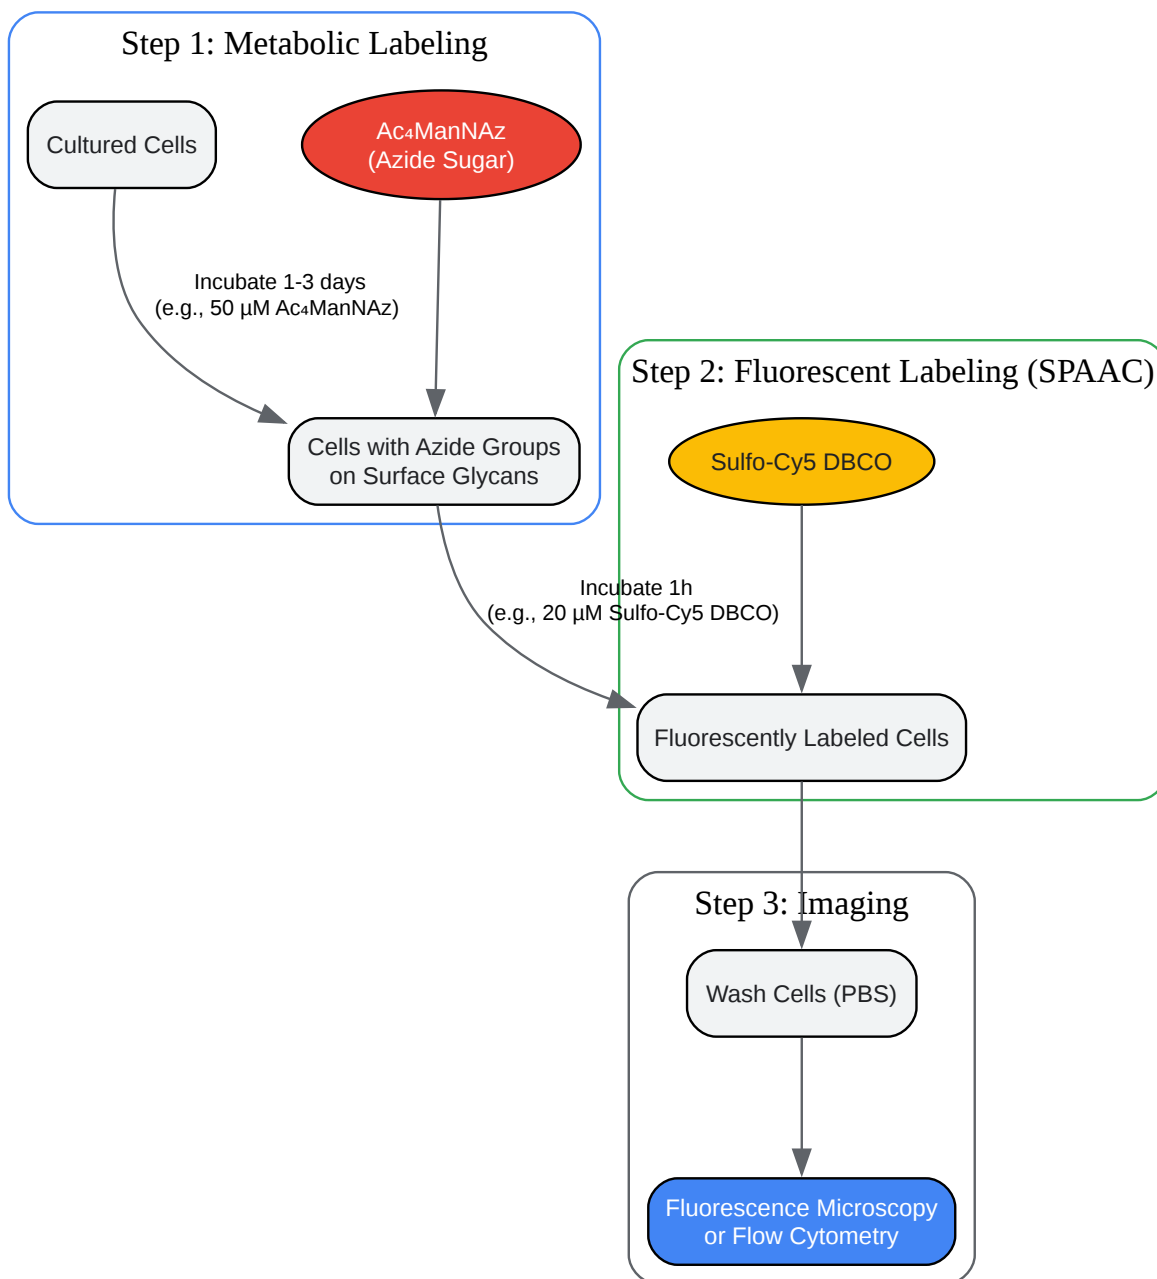 Step 1: Metabolic Labeling
Cultured Cells
Ac₄ManNAz
(Azide Sugar)
Incubate 1-3 days
(e.g., 50 µM Ac₄ManNAz)
Cells with Azide Groups
on Surface Glycans
Step 2: Fluorescent Labeling (SPAAC)
Sulfo-Cy5 DBCO
Incubate 1h
(e.g., 20 µM Sulfo-Cy5 DBCO)
Fluorescently Labeled Cells
Step 3: Imaging
Wash Cells (PBS)
Fluorescence Microscopy
or Flow Cytometry